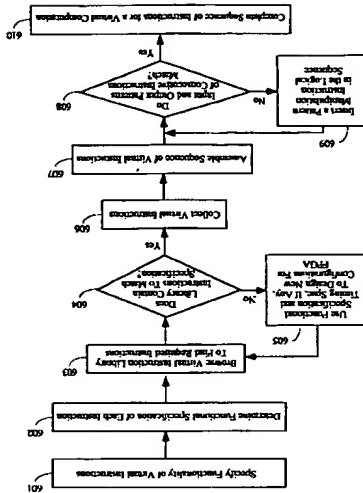 601
Specify Functionality of Virtual Instructions
602
Determine Functional Specification of Each Instruction
603
Browse Virtual Instruction Library
To Find Required Instructions
604
Does
Library Contain
Instructions To Match
Specification?
No
605
Use Functional
Specification and
Timing Spec, If Any,
To Design New
Configurations For
FPGA
Yes
606
Collect Virtual Instructions
607
Assemble Sequence of Virtual Instructions
608
Do
Input and Output Patterns
of Consecutive Instructions
Match?
No
609
Insert a Pattern
Manipulation
Instruction
in the Logical
Sequence
Yes
610
Complete Sequence of Instructions for a Virtual Computation